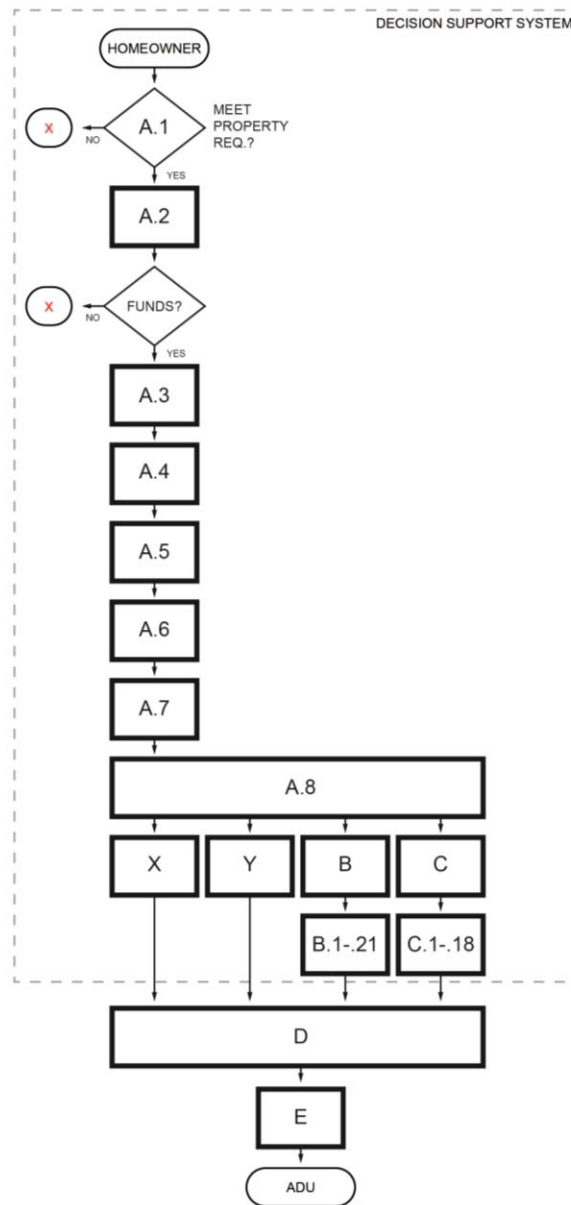 DECISION SUPPORT SYSTEM
HOMEOWNER
A.1
MEET
PROPERTY
REQ.?
X
NO
YES
A.2
FUNDS?
X
NO
YES
A.3
A.4
A.5
A.6
A.7
A.8
X Y B C
B.1-.21 C.1-.18
D
E
ADU